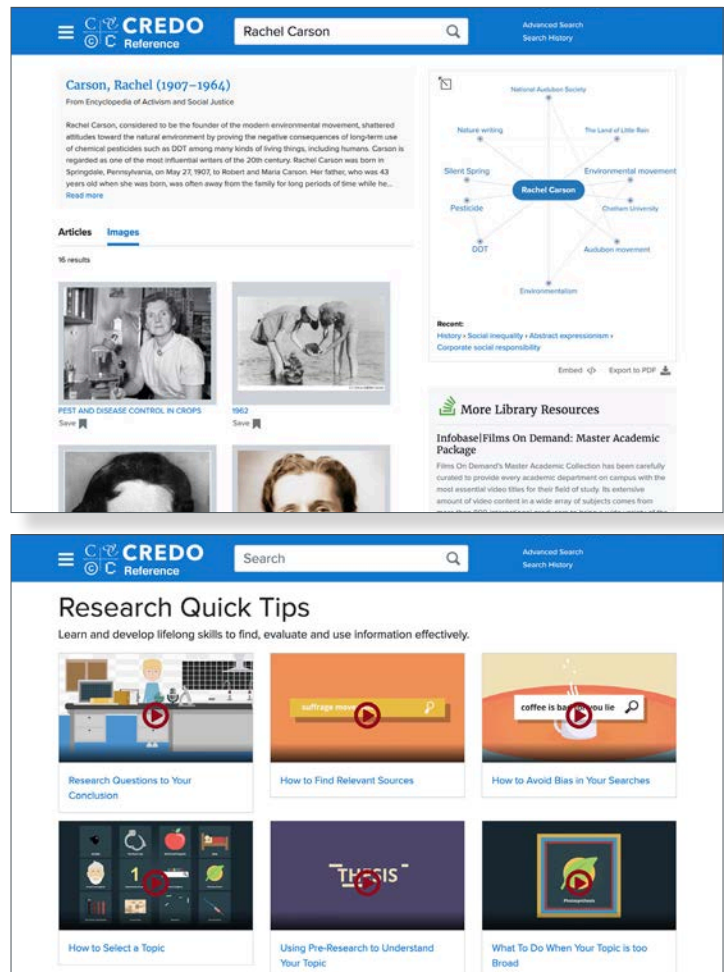 CREDO
Reference
Rachel Carson
Advanced Search
Search History
Carson, Rachel (1907–1964)
From Encyclopedia of Activism and Social Justice
Rachel Carson, considered to be the founder of the modern environmental movement, shattered
attitudes toward the natural environment by proving the negative consequences of long-term use
of chemical pesticides such as DDT among many kinds of living things, including humans. Carson is
regarded as one of the most influential writers of the 20th century. Rachel Carson was born in
Springdale, Pennsylvania, on May 27, 1907, to Robert and Maria Carson. Her father, who was 43
years old when she was born, was often away from the family for long periods of time while he...
Read more
Articles Images
16 results
PEST AND DISEASE CONTROL IN CROPS
Save
1962
Save
National Audubon Society
Nature writing
The Land of Little Rain
Silent Spring
Environmental movement
Rachel Carson
Pesticide
Chatham University
DDT
Audubon movement
Environmentalism
Recent:
History › Social inequality › Abstract expressionism ›
Corporate social responsibility
Embed </> Export to PDF
More Library Resources
Infobase|Films On Demand: Master Academic
Package
Films On Demand's Master Academic Collection has been carefully
curated to provide every academic department on campus with the
most essential video titles for their field of study. Its extensive
amount of video content in a wide array of subjects comes from
CREDO
Reference
Search
Advanced Search
Search History
Research Quick Tips
Learn and develop lifelong skills to find, evaluate and use information effectively.
suffrage move
coffee is bad for you lie
Research Questions to Your
Conclusion
How to Find Relevant Sources
How to Avoid Bias in Your Searches
1
THESIS
Photosynthesis
How to Select a Topic
Using Pre-Research to Understand
Your Topic
What To Do When Your Topic is too
Broad